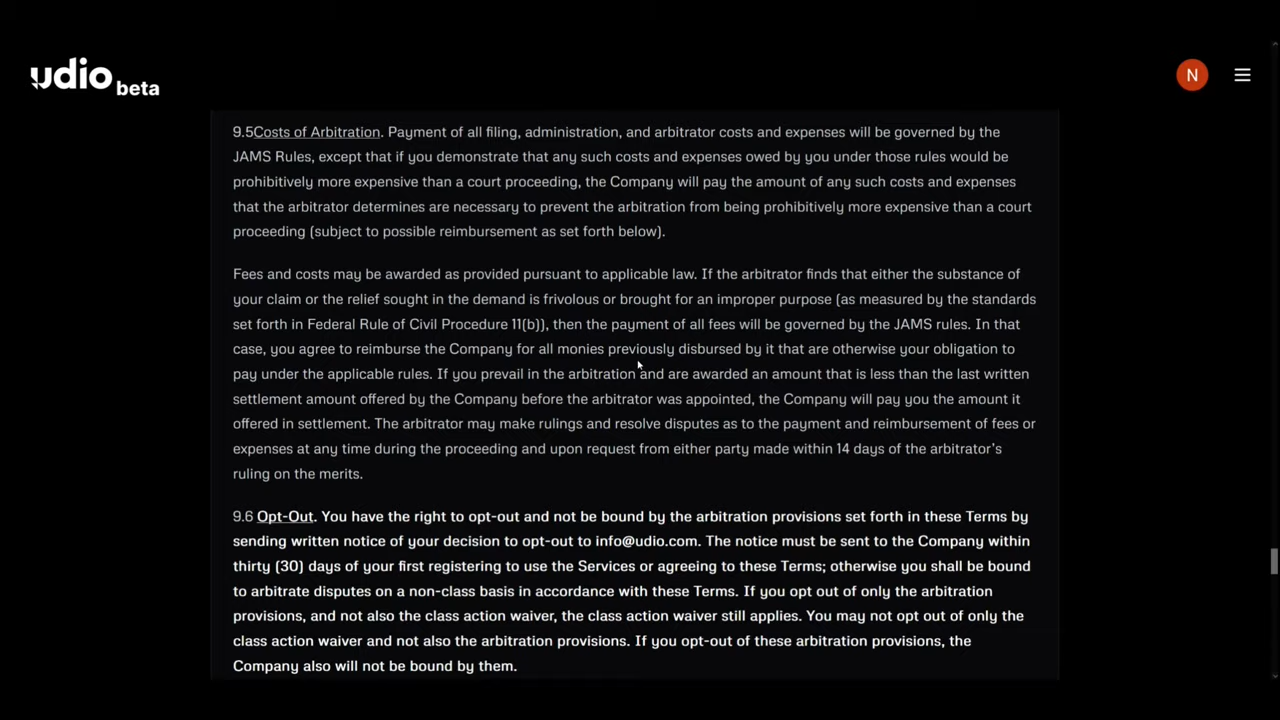 udio beta
N
9.5Costs of Arbitration. Payment of all filing, administration, and arbitrator costs and expenses will be governed by the
JAMS Rules, except that if you demonstrate that any such costs and expenses owed by you under those rules would be
prohibitively more expensive than a court proceeding, the Company will pay the amount of any such costs and expenses
that the arbitrator determines are necessary to prevent the arbitration from being prohibitively more expensive than a court
proceeding (subject to possible reimbursement as set forth below).
Fees and costs may be awarded as provided pursuant to applicable law. If the arbitrator finds that either the substance of
your claim or the relief sought in the demand is frivolous or brought for an improper purpose (as measured by the standards
set forth in Federal Rule of Civil Procedure 11(b)), then the payment of all fees will be governed by the JAMS rules. In that
case, you agree to reimburse the Company for all monies previously disbursed by it that are otherwise your obligation to
pay under the applicable rules. If you prevail in the arbitration and are awarded an amount that is less than the last written
settlement amount offered by the Company before the arbitrator was appointed, the Company will pay you the amount it
offered in settlement. The arbitrator may make rulings and resolve disputes as to the payment and reimbursement of fees or
expenses at any time during the proceeding and upon request from either party made within 14 days of the arbitrator's
ruling on the merits.
9.6 Opt-Out. You have the right to opt-out and not be bound by the arbitration provisions set forth in these Terms by
sending written notice of your decision to opt-out to info@udio.com. The notice must be sent to the Company within
thirty (30) days of your first registering to use the Services or agreeing to these Terms; otherwise you shall be bound
to arbitrate disputes on a non-class basis in accordance with these Terms. If you opt out of only the arbitration
provisions, and not also the class action waiver, the class action waiver still applies. You may not opt out of only the
class action waiver and not also the arbitration provisions. If you opt-out of these arbitration provisions, the
Company also will not be bound by them.